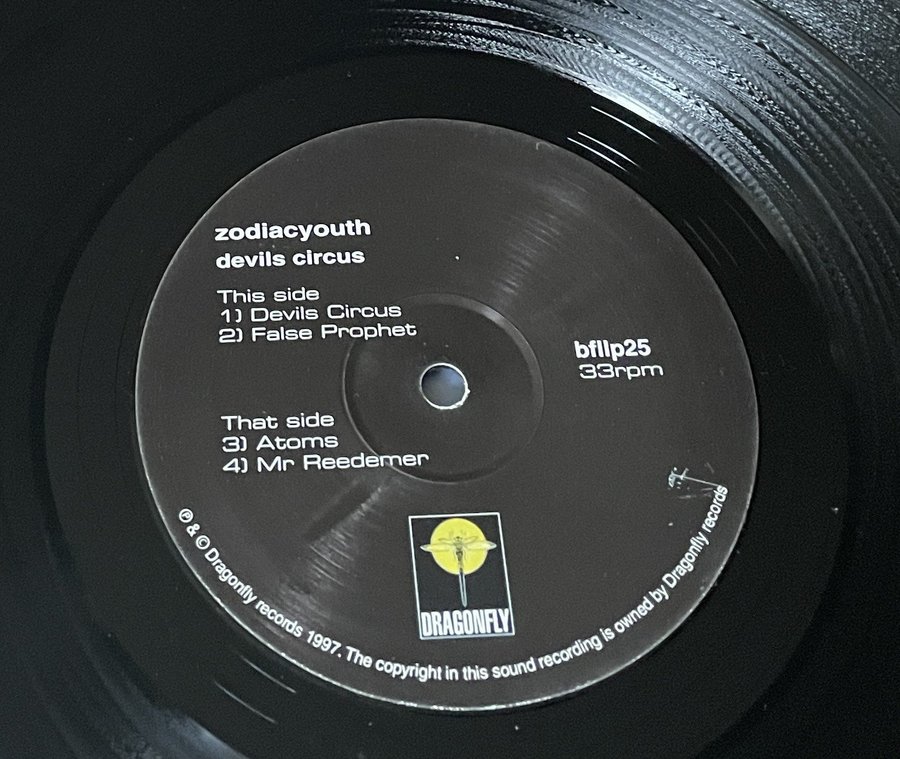 zodiacyouth
devils circus
This side
1) Devils Circus
2) False Prophet
bfllp25
33rpm
That side
3) Atoms
4) Mr Reedemer
DRAGONFLY
℗ & © Dragonfly records 1997. The copyright in this sound recording is owned by Dragonfly records